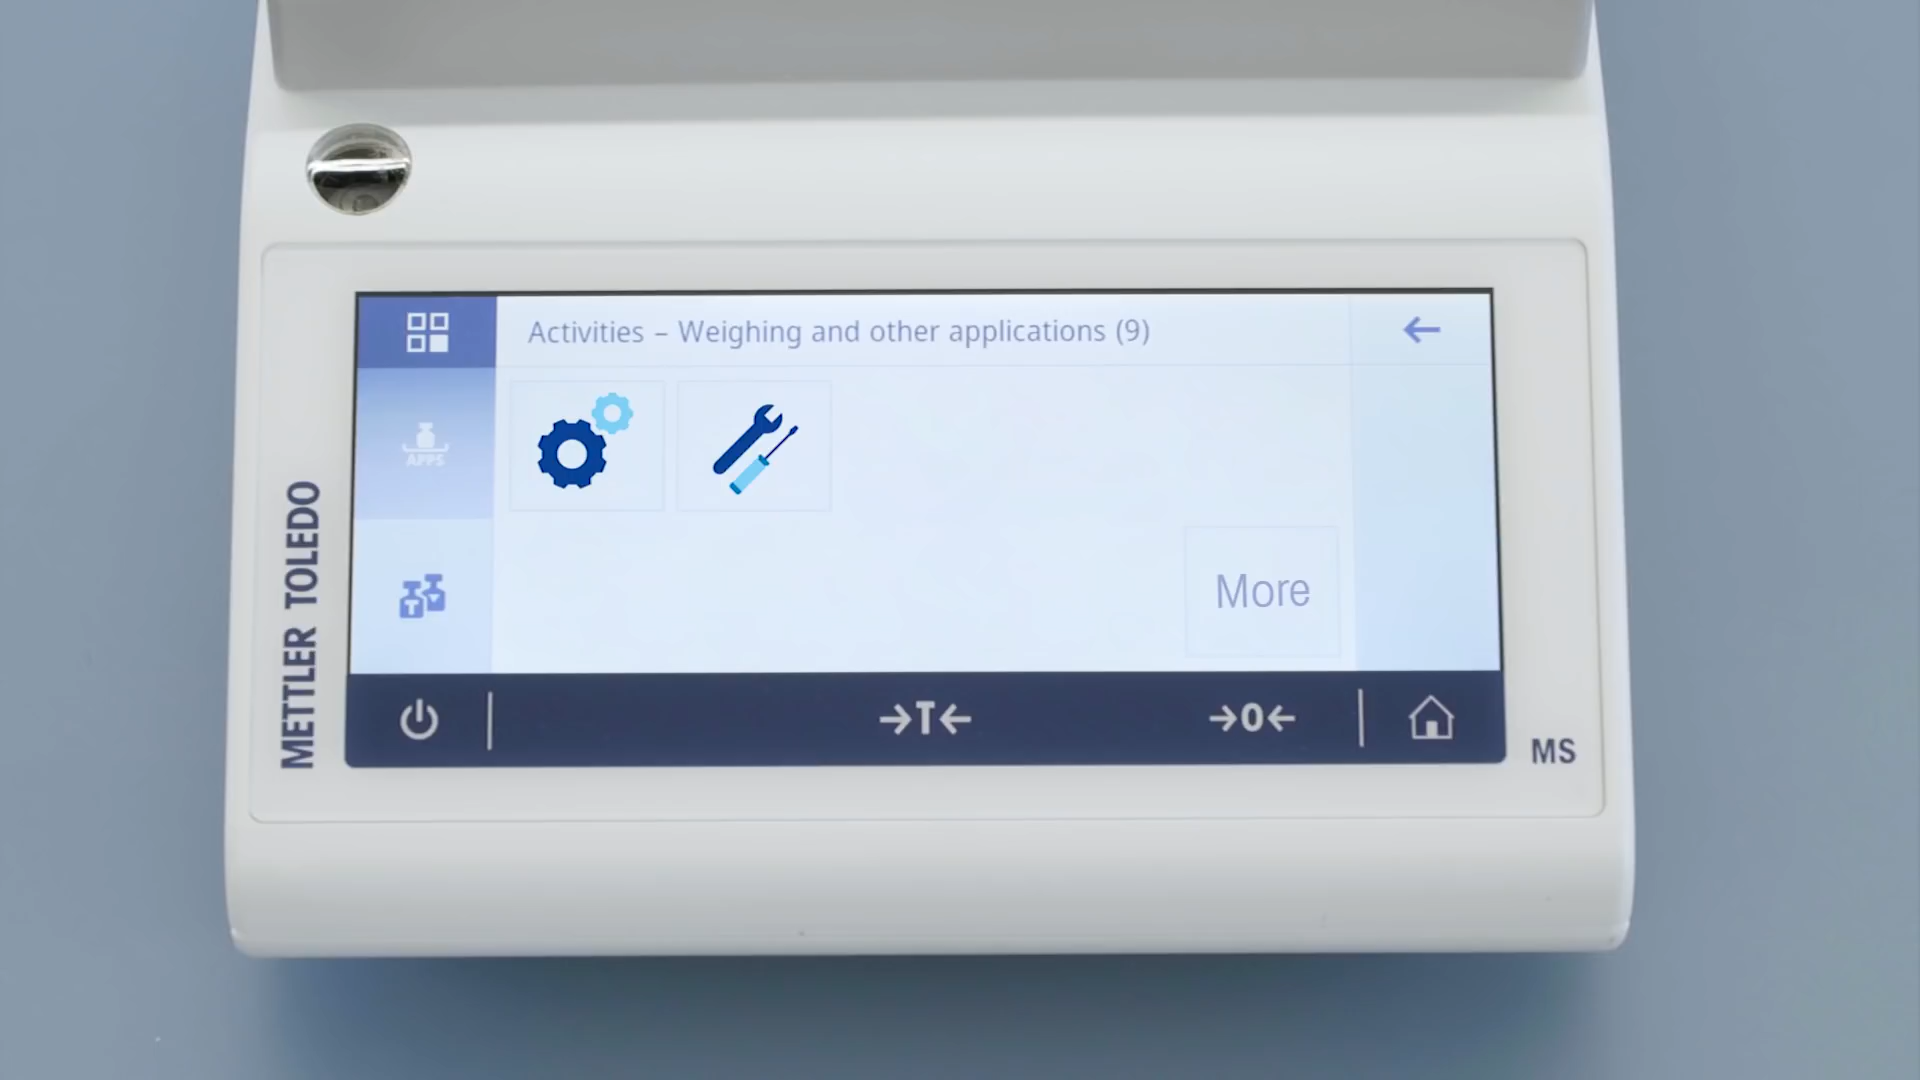 Activities – Weighing and other applications (9)
APPS
T
More
→T←
→0←
METTLER TOLEDO
MS